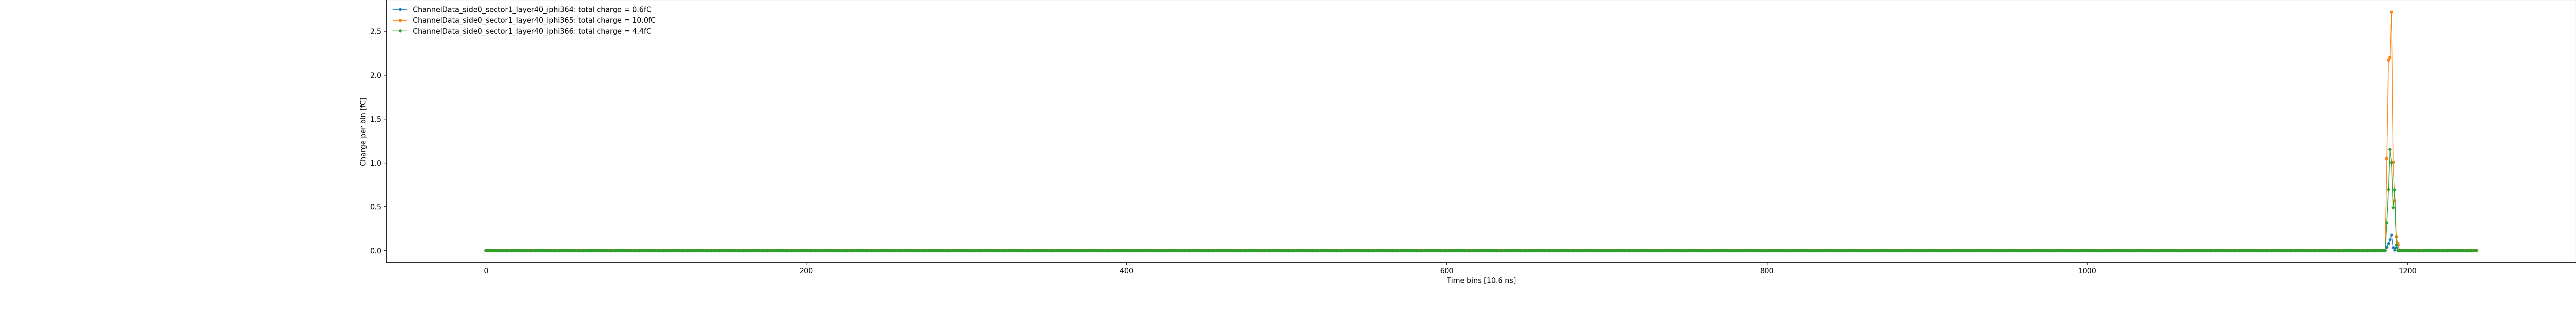 ChannelData_side0_sector1_layer40_iphi364: total charge = 0.6fC
ChannelData_side0_sector1_layer40_iphi365: total charge = 10.0fC
ChannelData_side0_sector1_layer40_iphi366: total charge = 4.4fC
Charge per bin [fC]
2.5
2.0
1.5
1.0
0.5
0.0
0 200 400 600 800 1000 1200
Time bins [10.6 ns]